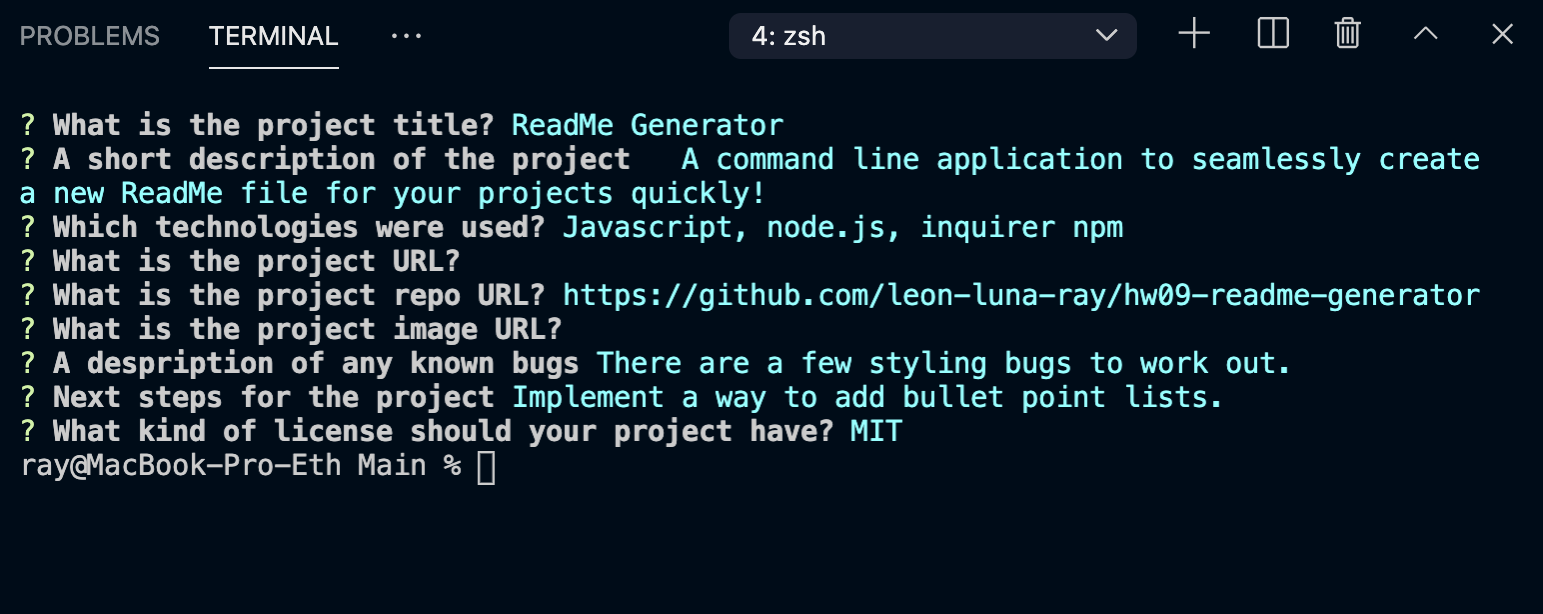 PROBLEMS TERMINAL ... 4: zsh
? What is the project title? ReadMe Generator
? A short description of the project   A command line application to seamlessly create
a new ReadMe file for your projects quickly!
? Which technologies were used? Javascript, node.js, inquirer npm
? What is the project URL?
? What is the project repo URL? https://github.com/leon-luna-ray/hw09-readme-generator
? What is the project image URL?
? A despription of any known bugs There are a few styling bugs to work out.
? Next steps for the project Implement a way to add bullet point lists.
? What kind of license should your project have? MIT
ray@MacBook-Pro-Eth Main %